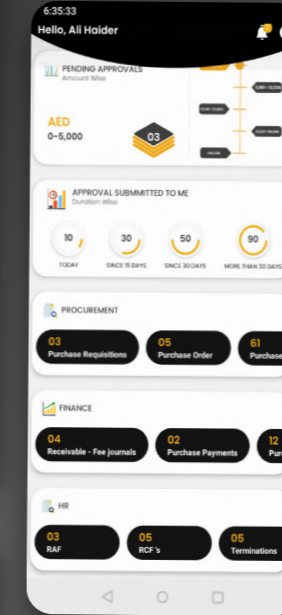 6:35:33
Hello, Ali Haider
PENDING APPROVALS
Amount Wise
AED
0-5,000
03
APPROVAL SUBMMITTED TO ME
Duration Wise
10
30
50
90
TODAY
SINCE 15 DAYS
SINCE 30 DAYS
MORE THAN 30 DAYS
PROCUREMENT
03
05
61
Purchase Requisitions
Purchase Order
Purchase
FINANCE
04
02
12
Receivable - Fee journals
Purchase Payments
Pur
HR
03
05
05
RAF
RCF 's
Terminations